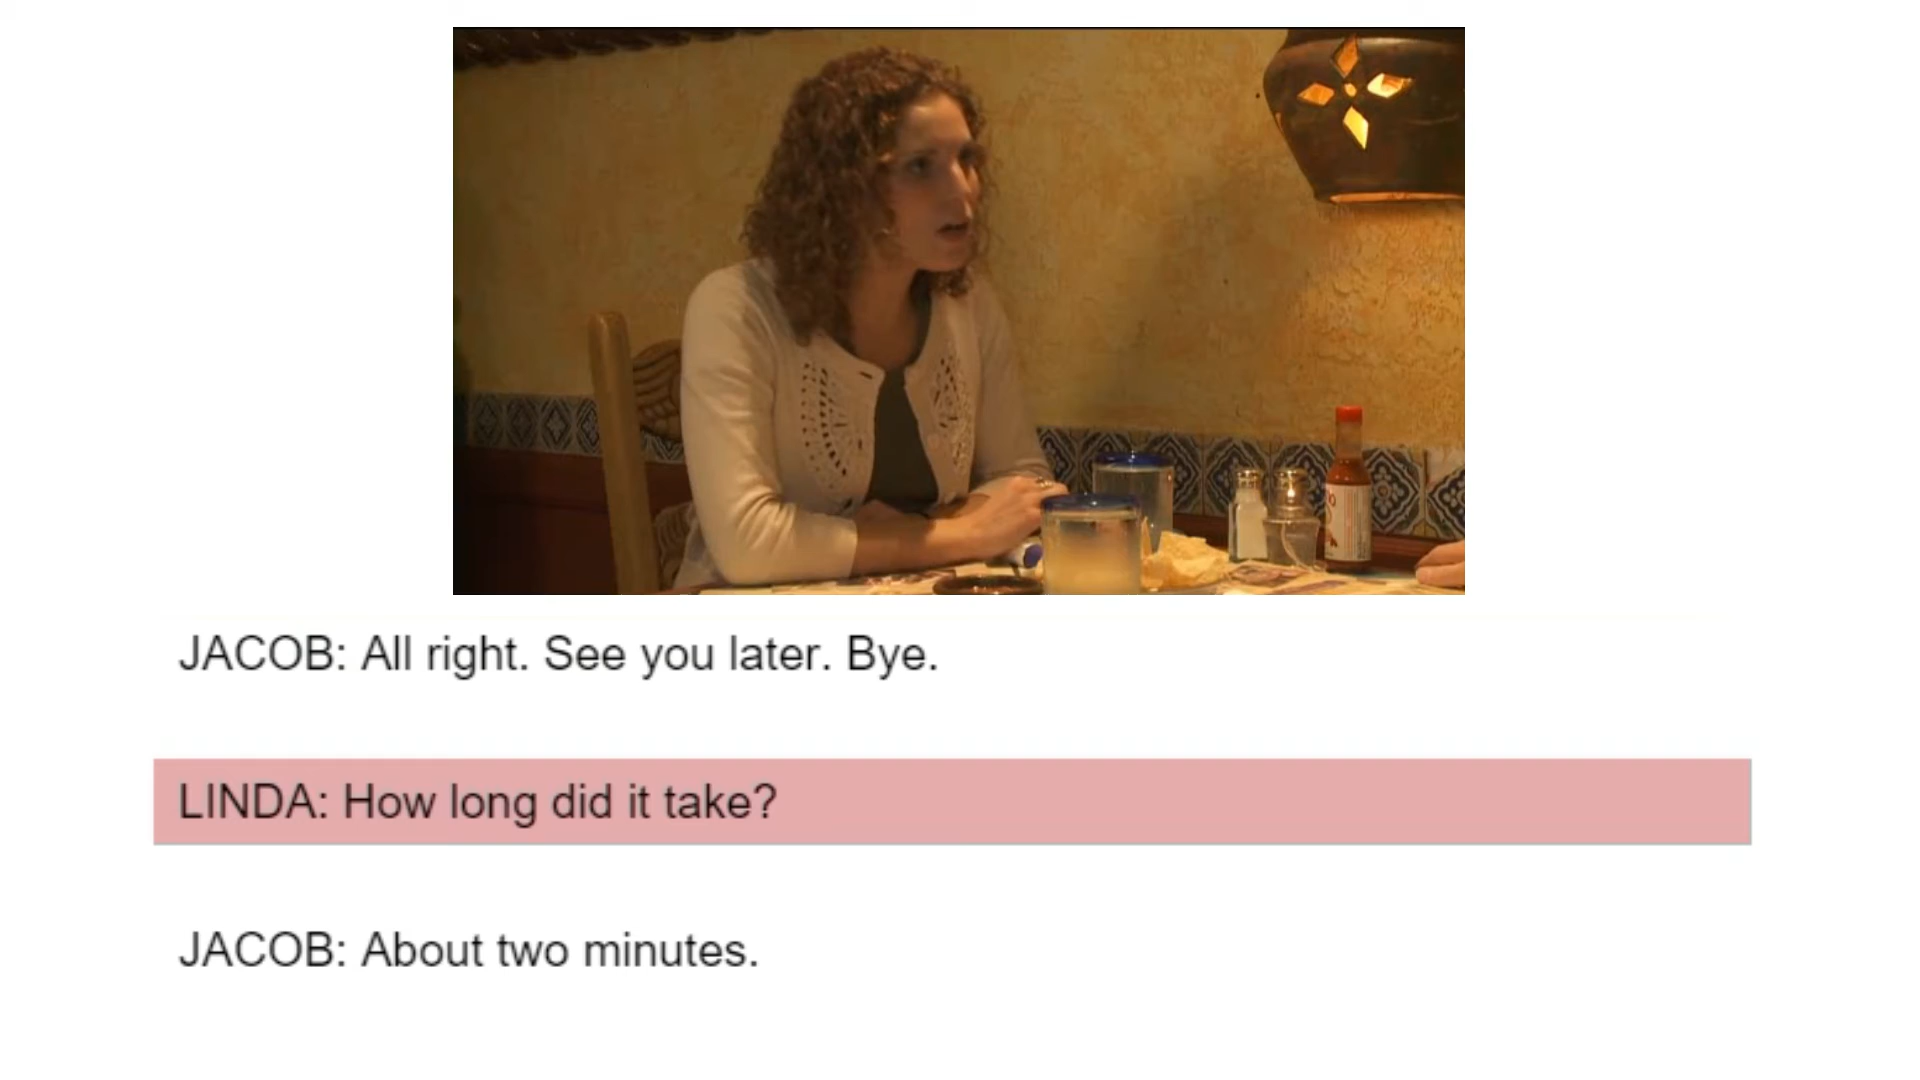 JACOB: All right. See you later. Bye.
LINDA: How long did it take?
JACOB: About two minutes.